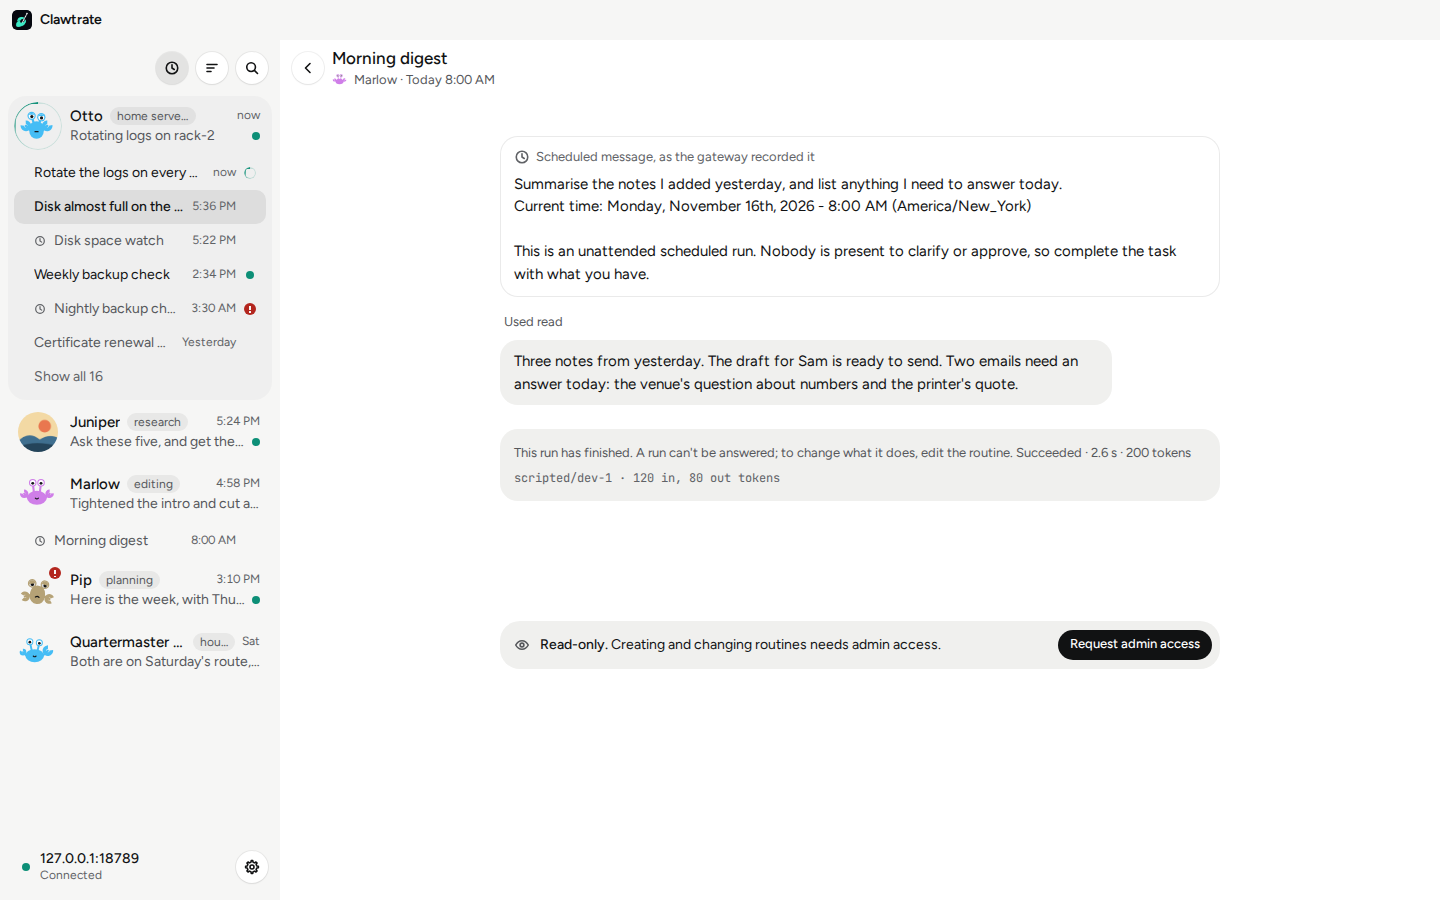 Clawtrate
Otto home serve... now
Rotating logs on rack-2
Rotate the logs on every ... now
Disk almost full on the ... 5:36 PM
Disk space watch 5:22 PM
Weekly backup check 2:34 PM
Nightly backup ch... 3:30 AM
Certificate renewal ... Yesterday
Show all 16
Juniper research 5:24 PM
Ask these five, and get the...
Marlow editing 4:58 PM
Tightened the intro and cut a...
Morning digest 8:00 AM
Pip planning 3:10 PM
Here is the week, with Thu...
Quartermaster ... hou... Sat
Both are on Saturday's route,...
127.0.0.1:18789
Connected
Morning digest
Marlow · Today 8:00 AM
Scheduled message, as the gateway recorded it
Summarise the notes I added yesterday, and list anything I need to answer today.
Current time: Monday, November 16th, 2026 - 8:00 AM (America/New_York)
This is an unattended scheduled run. Nobody is present to clarify or approve, so complete the task
with what you have.
Used read
Three notes from yesterday. The draft for Sam is ready to send. Two emails need an
answer today: the venue's question about numbers and the printer's quote.
This run has finished. A run can't be answered; to change what it does, edit the routine. Succeeded · 2.6 s · 200 tokens
scripted/dev-1 · 120 in, 80 out tokens
Read-only. Creating and changing routines needs admin access.
Request admin access